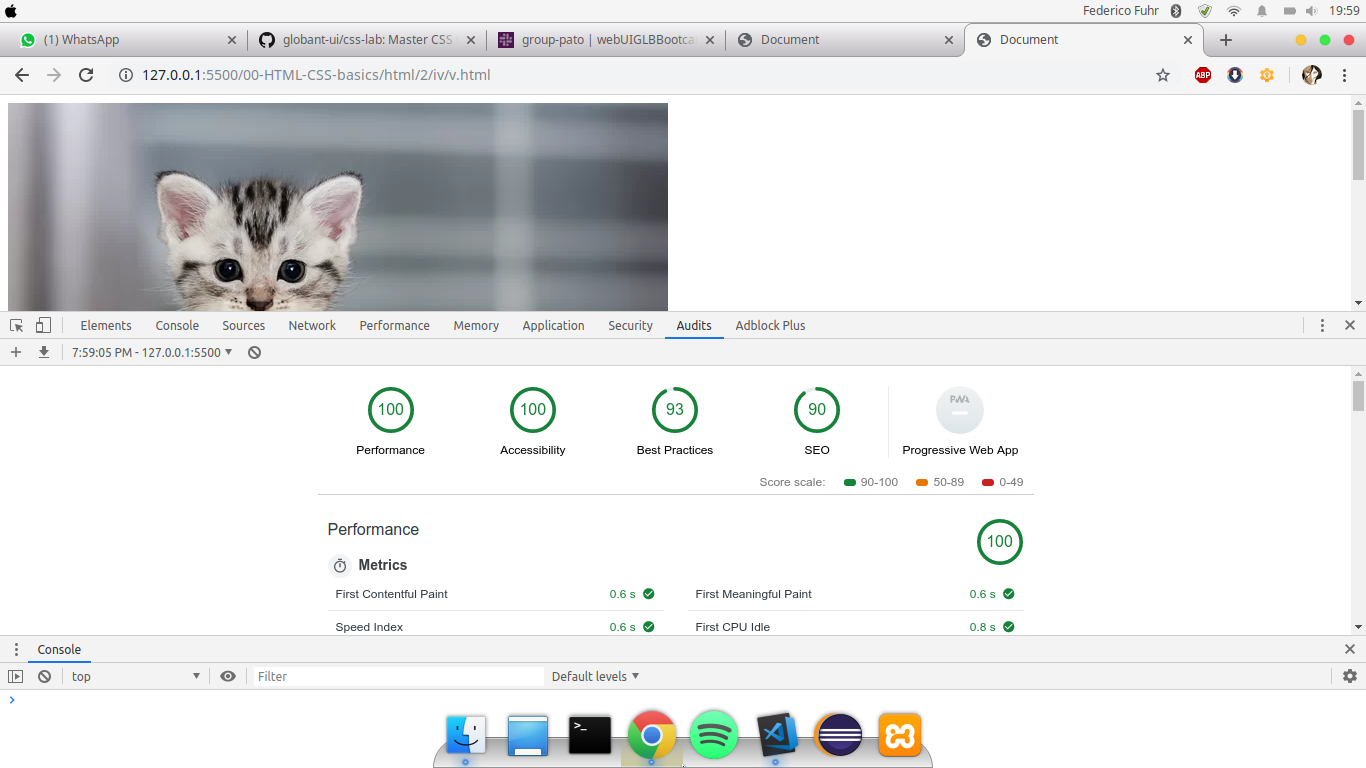 Federico Fuhr 19:59
(1) WhatsApp globant-ui/css-lab: Master CSS group-pato | webUIGLBBootca Document Document
127.0.0.1:5500/00-HTML-CSS-basics/html/2/iv/v.html ABP
Elements Console Sources Network Performance Memory Application Security Audits Adblock Plus
7:59:05 PM - 127.0.0.1:5500
100 100 93 90 PWA
Performance Accessibility Best Practices SEO Progressive Web App
Score scale: 90-100 50-89 0-49
Performance 100
Metrics
First Contentful Paint 0.6 s First Meaningful Paint 0.6 s
Speed Index 0.6 s First CPU Idle 0.8 s
Console
top Filter Default levels
>
>_